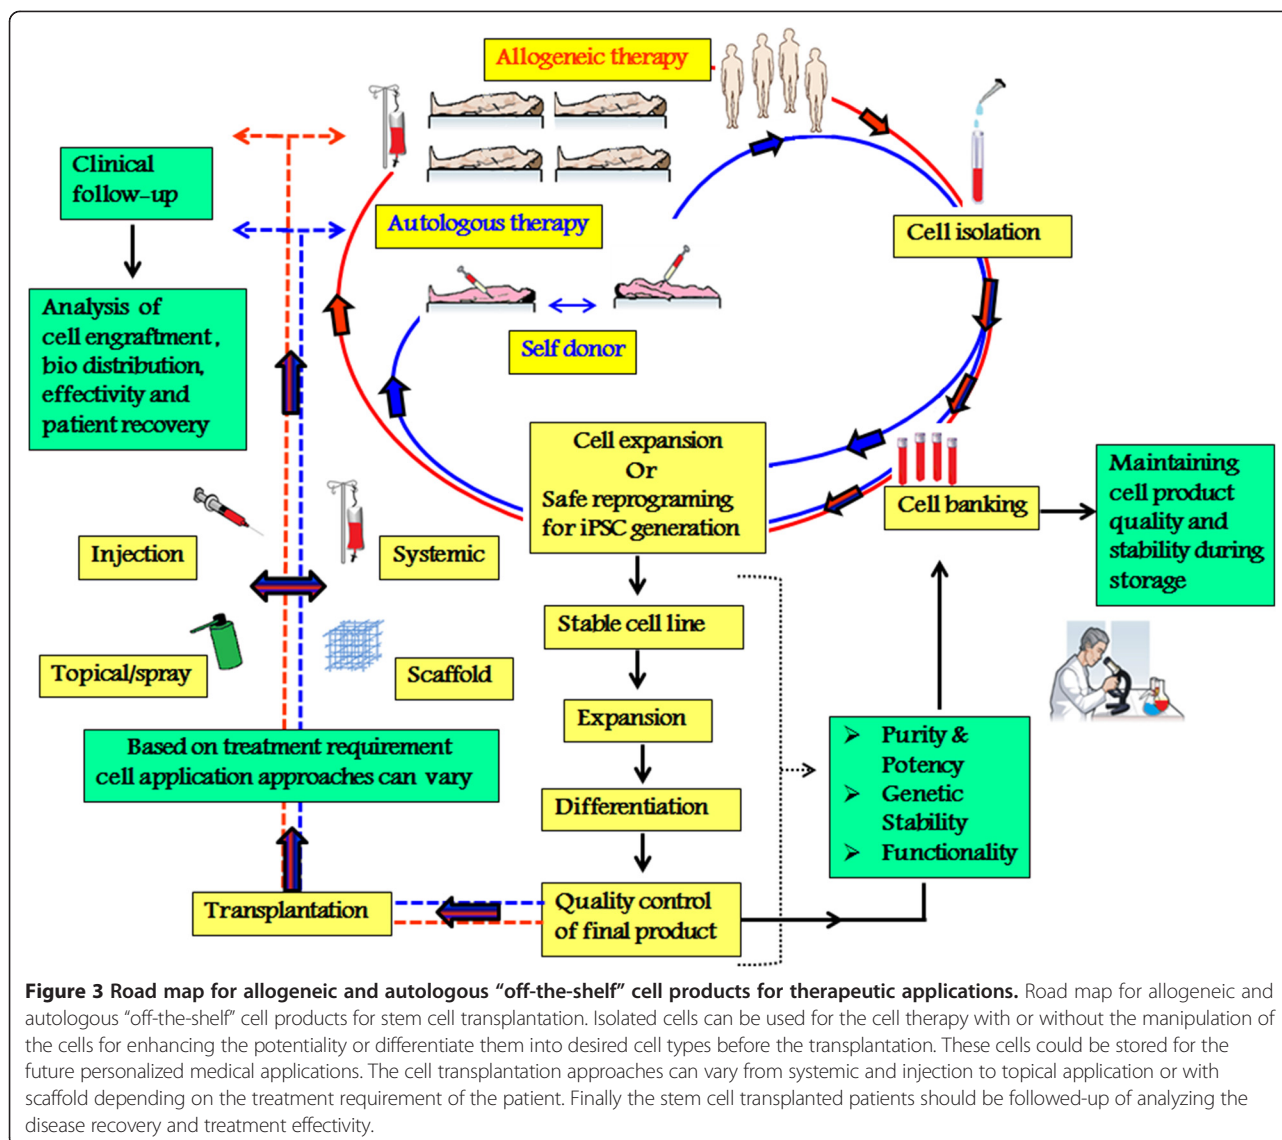 Allogeneic therapy
Clinical
follow-up
Autologous therapy
Cell isolation
Analysis of
cell engraftment,
bio distribution,
effectivity and
patient recovery
Self donor
Cell expansion
Or
Safe reprograming
for iPSC generation
Cell banking
Maintaining
cell product
quality and
stability during
storage
Injection
Systemic
Stable cell line
Topical/spray
Scaffold
Expansion
Based on treatment requirement
cell application approaches can vary
Purity &
Potency
Genetic
Stability
Functionality
Differentiation
Transplantation
Quality control
of final product
Figure 3 Road map for allogeneic and autologous “off-the-shelf” cell products for therapeutic applications. Road map for allogeneic and
autologous “off-the-shelf” cell products for stem cell transplantation. Isolated cells can be used for the cell therapy with or without the manipulation of
the cells for enhancing the potentiality or differentiate them into desired cell types before the transplantation. These cells could be stored for the
future personalized medical applications. The cell transplantation approaches can vary from systemic and injection to topical application or with
scaffold depending on the treatment requirement of the patient. Finally the stem cell transplanted patients should be followed-up of analyzing the
disease recovery and treatment effectivity.